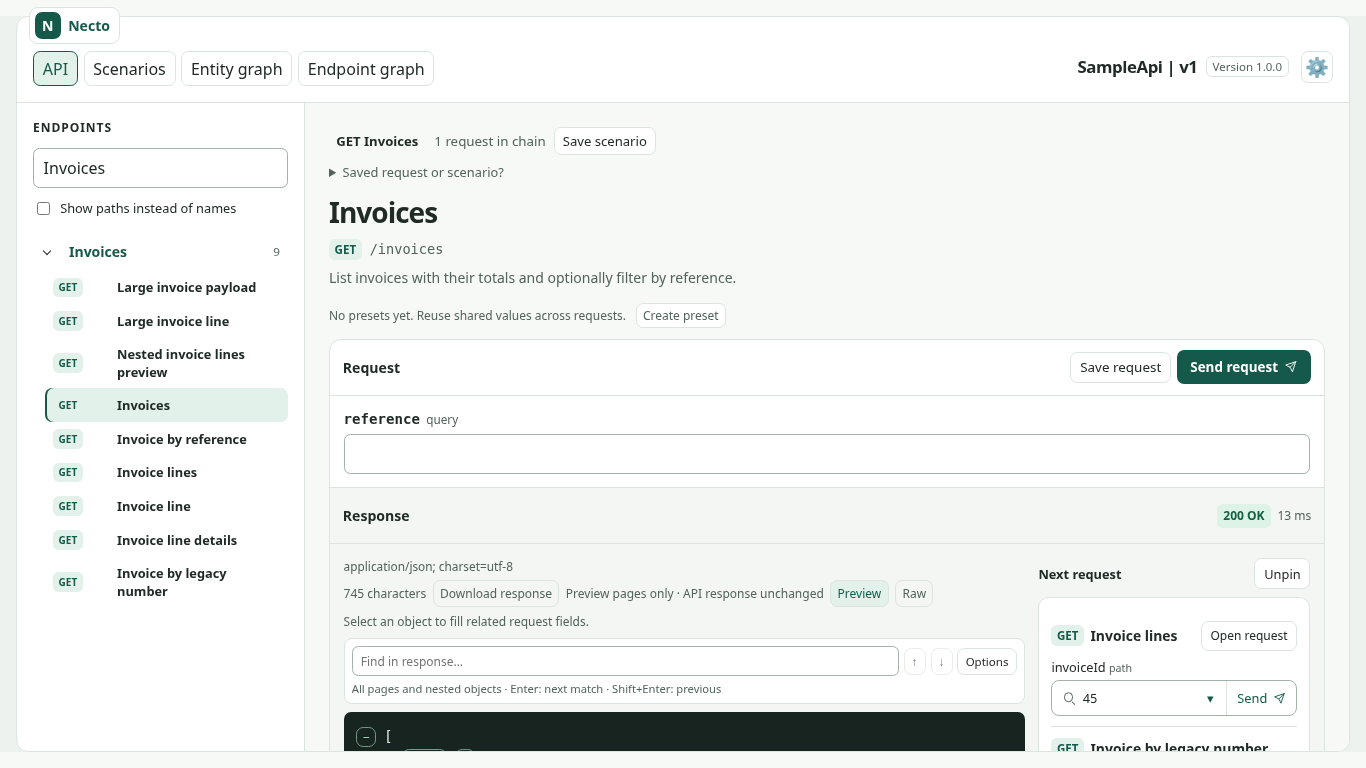 N Necto
API Scenarios Entity graph Endpoint graph
SampleApi | v1 Version 1.0.0
ENDPOINTS
Invoices
Show paths instead of names
Invoices 9
GET Large invoice payload
GET Large invoice line
GET Nested invoice lines
preview
GET Invoices
GET Invoice by reference
GET Invoice lines
GET Invoice line
GET Invoice line details
GET Invoice by legacy
number
GET Invoices 1 request in chain Save scenario
Saved request or scenario?
Invoices
GET /invoices
List invoices with their totals and optionally filter by reference.
No presets yet. Reuse shared values across requests. Create preset
Request Save request Send request
reference query
Response 200 OK 13 ms
application/json; charset=utf-8
745 characters Download response Preview pages only · API response unchanged Preview Raw
Select an object to fill related request fields.
Find in response... ↑ ↓ Options
All pages and nested objects · Enter: next match · Shift+Enter: previous
− [
Next request Unpin
GET Invoice lines Open request
invoiceId path
45 ▾ Send
GET Invoice by legacy number